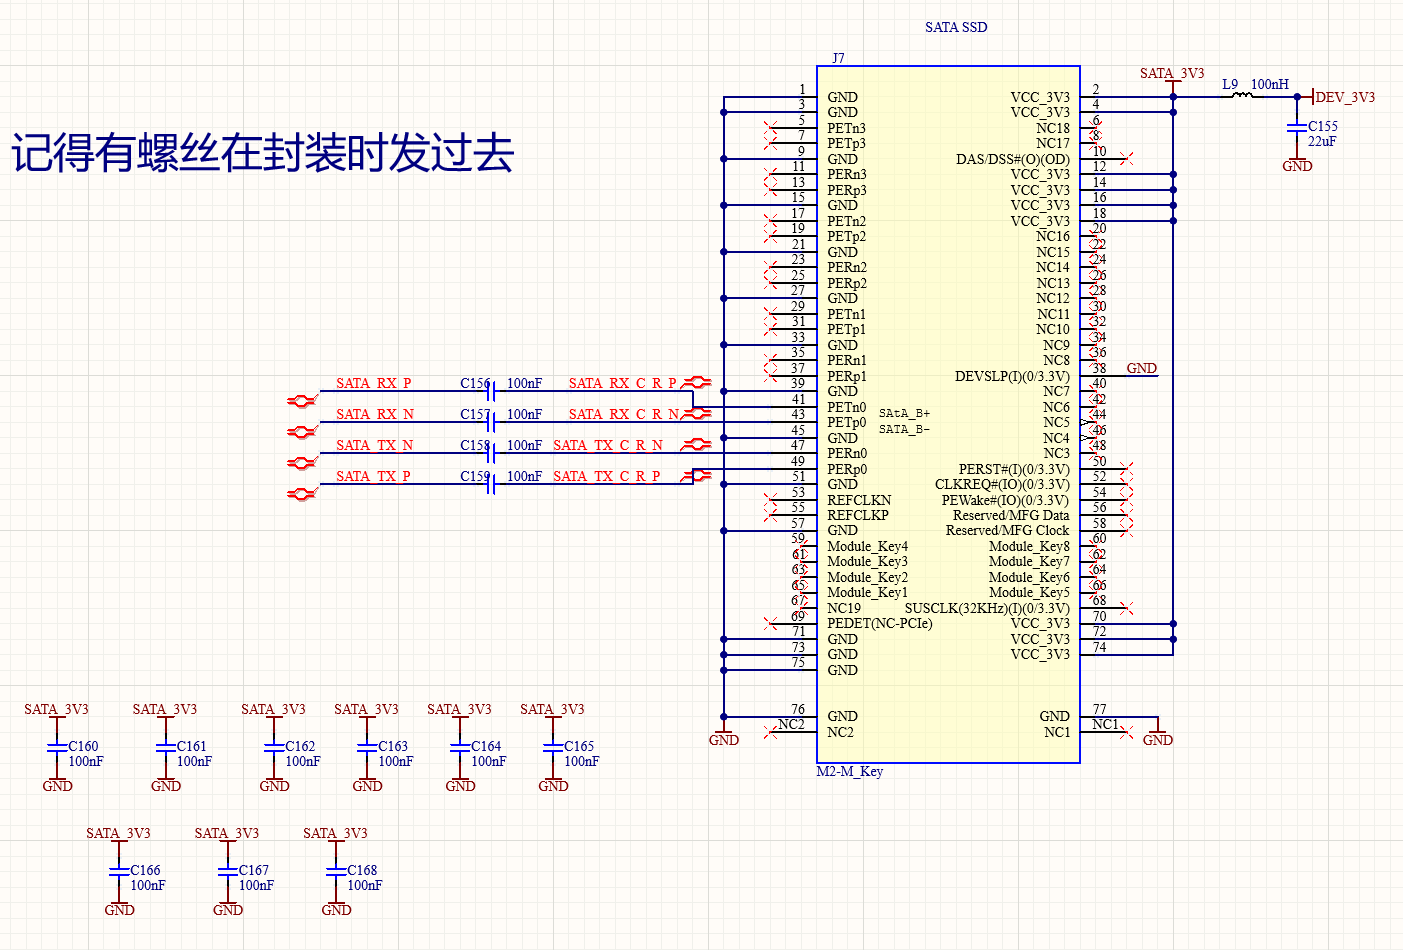 SATA SSD
J7
SATA_3V3
L9 100nH
DEV_3V3
C155
22uF
GND
记得有螺丝在封装时发过去
1 GND VCC_3V3 2
3 GND VCC_3V3 4
5 PETn3 NC18 6
7 PETp3 NC17 8
9 GND DAS/DSS#(O)(OD) 10
11 PERn3 VCC_3V3 12
13 PERp3 VCC_3V3 14
15 GND VCC_3V3 16
17 PETn2 VCC_3V3 18
19 PETp2 NC16 20
21 GND NC15 22
23 PERn2 NC14 24
25 PERp2 NC13 26
27 GND NC12 28
29 PETn1 NC11 30
31 PETp1 NC10 32
33 GND NC9 34
35 PERn1 NC8 36
37 PERp1 DEVSLP(I)(0/3.3V) 38 GND
39 GND NC7 40
41 PETn0 NC6 42
43 PETp0 NC5 44
45 GND NC4 46
47 PERn0 NC3 48
49 PERp0 PERST#(I)(0/3.3V) 50
51 GND CLKREQ#(IO)(0/3.3V) 52
53 REFCLKN PEWake#(IO)(0/3.3V) 54
55 REFCLKP Reserved/MFG Data 56
57 GND Reserved/MFG Clock 58
59 Module_Key4 Module_Key8 60
61 Module_Key3 Module_Key7 62
63 Module_Key2 Module_Key6 64
65 Module_Key1 Module_Key5 66
67 NC19 SUSCLK(32KHz)(I)(0/3.3V) 68
69 PEDET(NC-PCIe) VCC_3V3 70
71 GND VCC_3V3 72
73 GND VCC_3V3 74
75 GND
76 GND GND 77
NC2 NC2 NC1 NC1
GND GND
M2-M_Key
SAtA_B+
SATA_B-
SATA_RX_P C156 100nF SATA_RX_C_R_P
SATA_RX_N C157 100nF SATA_RX_C_R_N
SATA_TX_N C158 100nF SATA_TX_C_R_N
SATA_TX_P C159 100nF SATA_TX_C_R_P
SATA_3V3 SATA_3V3 SATA_3V3 SATA_3V3 SATA_3V3 SATA_3V3
C160 C161 C162 C163 C164 C165
100nF 100nF 100nF 100nF 100nF 100nF
GND GND GND GND GND GND
SATA_3V3 SATA_3V3 SATA_3V3
C166 C167 C168
100nF 100nF 100nF
GND GND GND